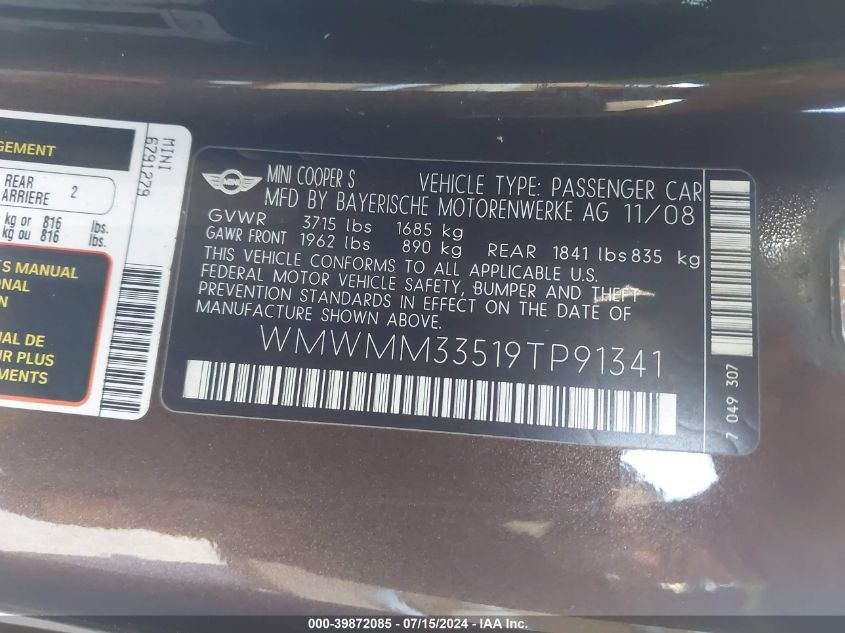 GEMENT
REAR 2
ARRIERE
kg or 816 lbs.
kg ou 816 lbs.
S MANUAL
ONAL
ON
UAL DE
UR PLUS
EMENTS
MINI
6791279
MINI
MINI COOPER S VEHICLE TYPE: PASSENGER CAR
MFD BY BAYERISCHE MOTORENWERKE AG 11/08
GVWR 3715 lbs 1685 kg
GAWR FRONT 1962 lbs 890 kg REAR 1841 lbs 835 kg
THIS VEHICLE CONFORMS TO ALL APPLICABLE U.S.
FEDERAL MOTOR VEHICLE SAFETY, BUMPER AND THEFT
PREVENTION STANDARDS IN EFFECT ON THE DATE OF
MANUFACTURE SHOWN ABOVE.
WMWMM33519TP91341
7 049 307
000-39872085 / 07/15/2024 - IAA Inc.